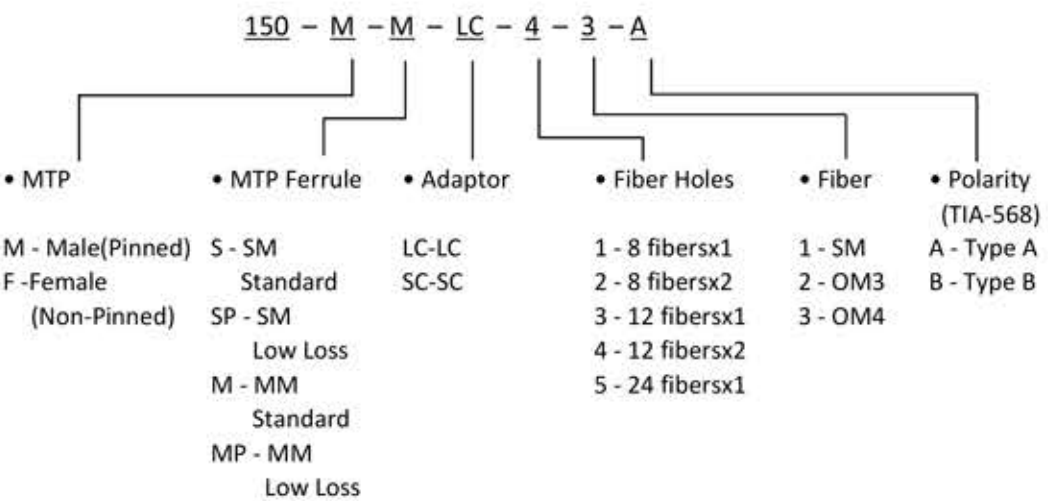 150 – M – M – LC – 4 – 3 – A
• MTP
M - Male(Pinned)
F -Female
(Non-Pinned)
• MTP Ferrule
S - SM
Standard
SP - SM
Low Loss
M - MM
Standard
MP - MM
Low Loss
• Adaptor
LC-LC
SC-SC
• Fiber Holes
1 - 8 fibersx1
2 - 8 fibersx2
3 - 12 fibersx1
4 - 12 fibersx2
5 - 24 fibersx1
• Fiber
1 - SM
2 - OM3
3 - OM4
• Polarity
(TIA-568)
A - Type A
B - Type B